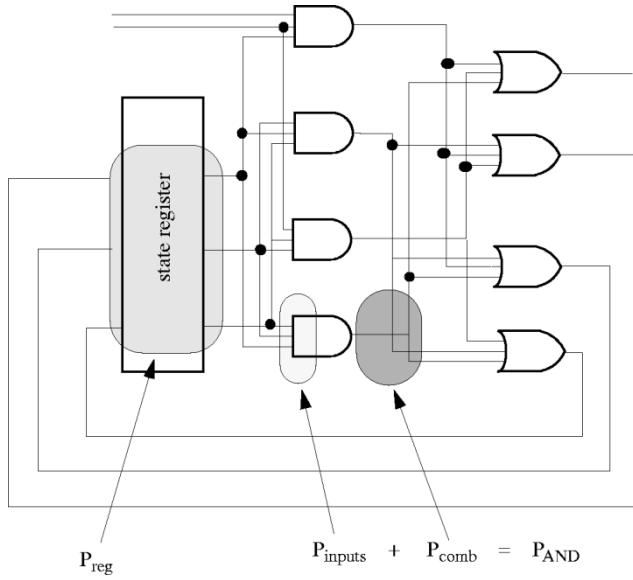 state register
P_reg
P_inputs + P_comb = P_AND